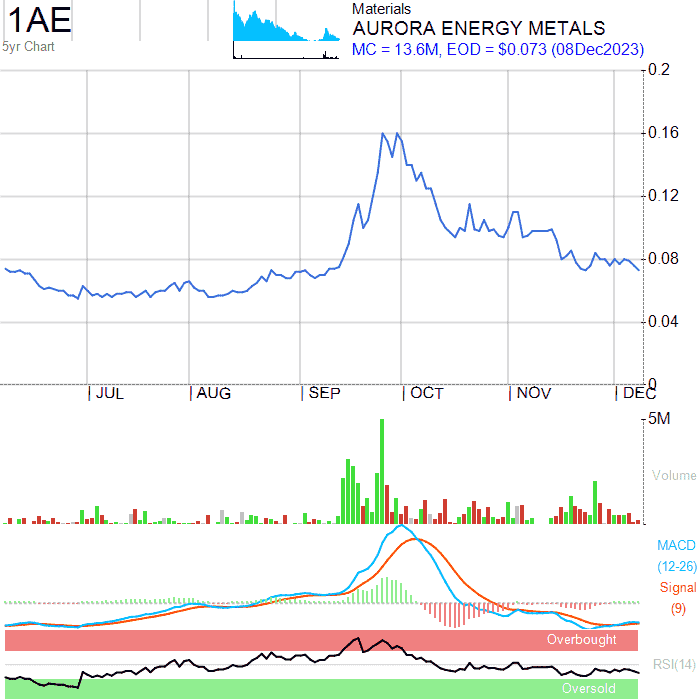 1AE
5yr Chart
Materials
AURORA ENERGY METALS
MC = 13.6M, EOD = $0.073 (08Dec2023)
0.2
0.16
0.12
0.08
0.04
0
JUL AUG SEP OCT NOV DEC
5M
Volume
MACD
(12-26)
Signal
(9)
Overbought
RSI(14)
Oversold